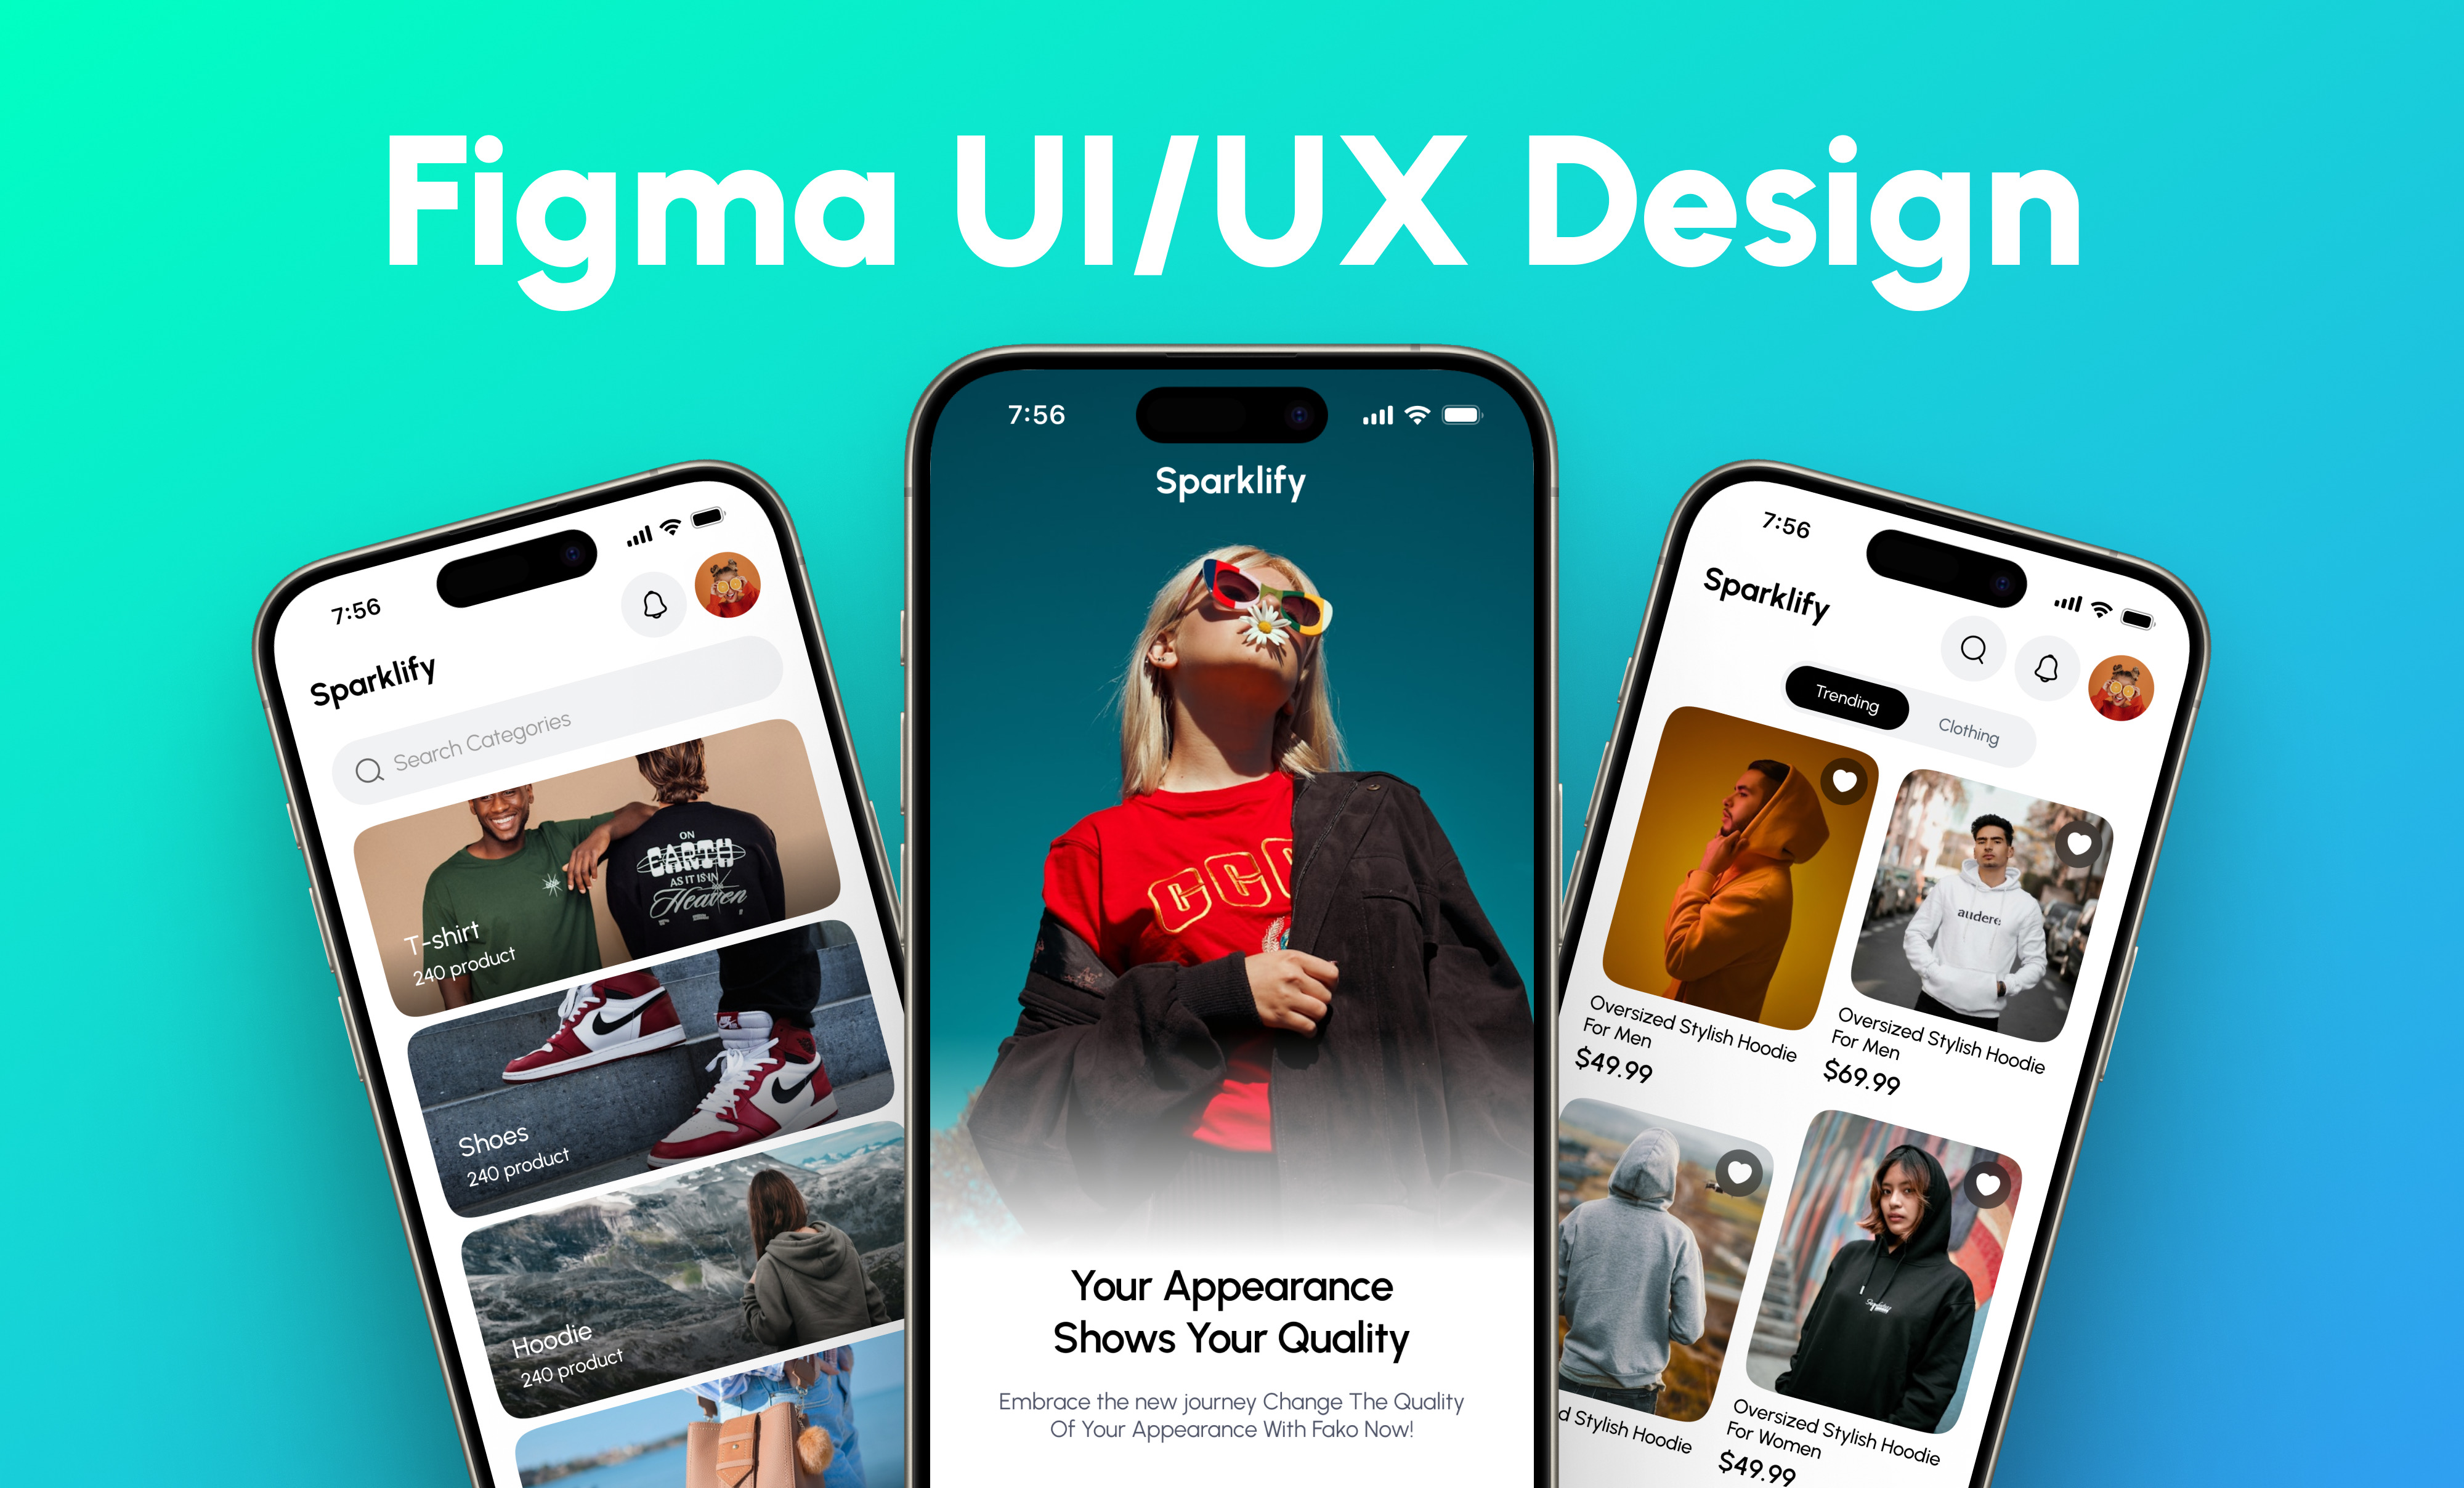 Figma UI/UX Design
7:56
Sparklify
Search Categories
ON
EARTH
AS IT IS IN
Heaven
T-shirt
240 product
Shoes
240 product
Hoodie
240 product
7:56
Sparklify
Your Appearance
Shows Your Quality
Embrace the new journey Change The Quality
Of Your Appearance With Fako Now!
7:56
Sparklify
Trending
Clothing
Oversized Stylish Hoodie
For Men
$49.99
audere
Oversized Stylish Hoodie
For Men
$69.99
d Stylish Hoodie
Oversized Stylish Hoodie
For Women
$49.99